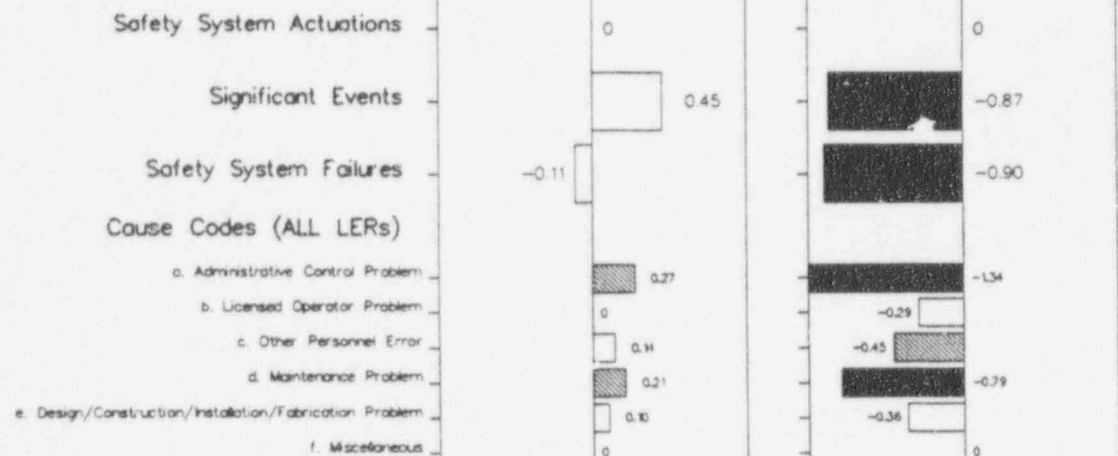 Safety System Actuations 0 0
Significant Events 0.45 -0.87
Safety System Failures -0.11 -0.90
Cause Codes (ALL LERs)
a. Administrative Control Problem 0.27 -1.34
b. Licensed Operator Problem 0 -0.29
c. Other Personnel Error 0.14 -0.45
d. Maintenance Problem 0.21 -0.79
e. Design/Construction/Installation/Fabrication Problem 0.10 -0.36
f. Miscellaneous 0 0